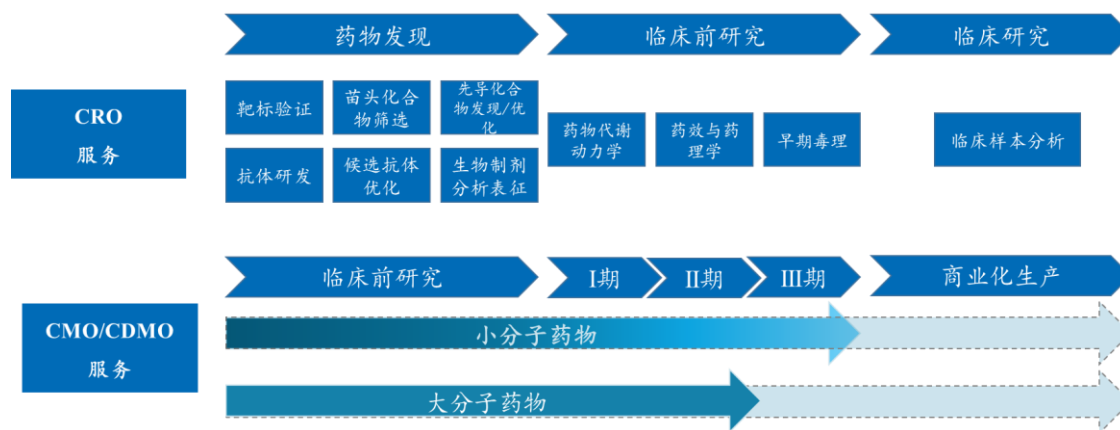 药物发现
临床前研究
临床研究
CRO
服务
靶标验证
苗头化合
物筛选
先导化合
物发现/优
化
药物代谢
动力学
药效与药
理学
早期毒理
临床样本分析
抗体研发
候选抗体
优化
生物制剂
分析表征
临床前研究
I期
II期
III期
商业化生产
CMO/CDMO
服务
小分子药物
大分子药物